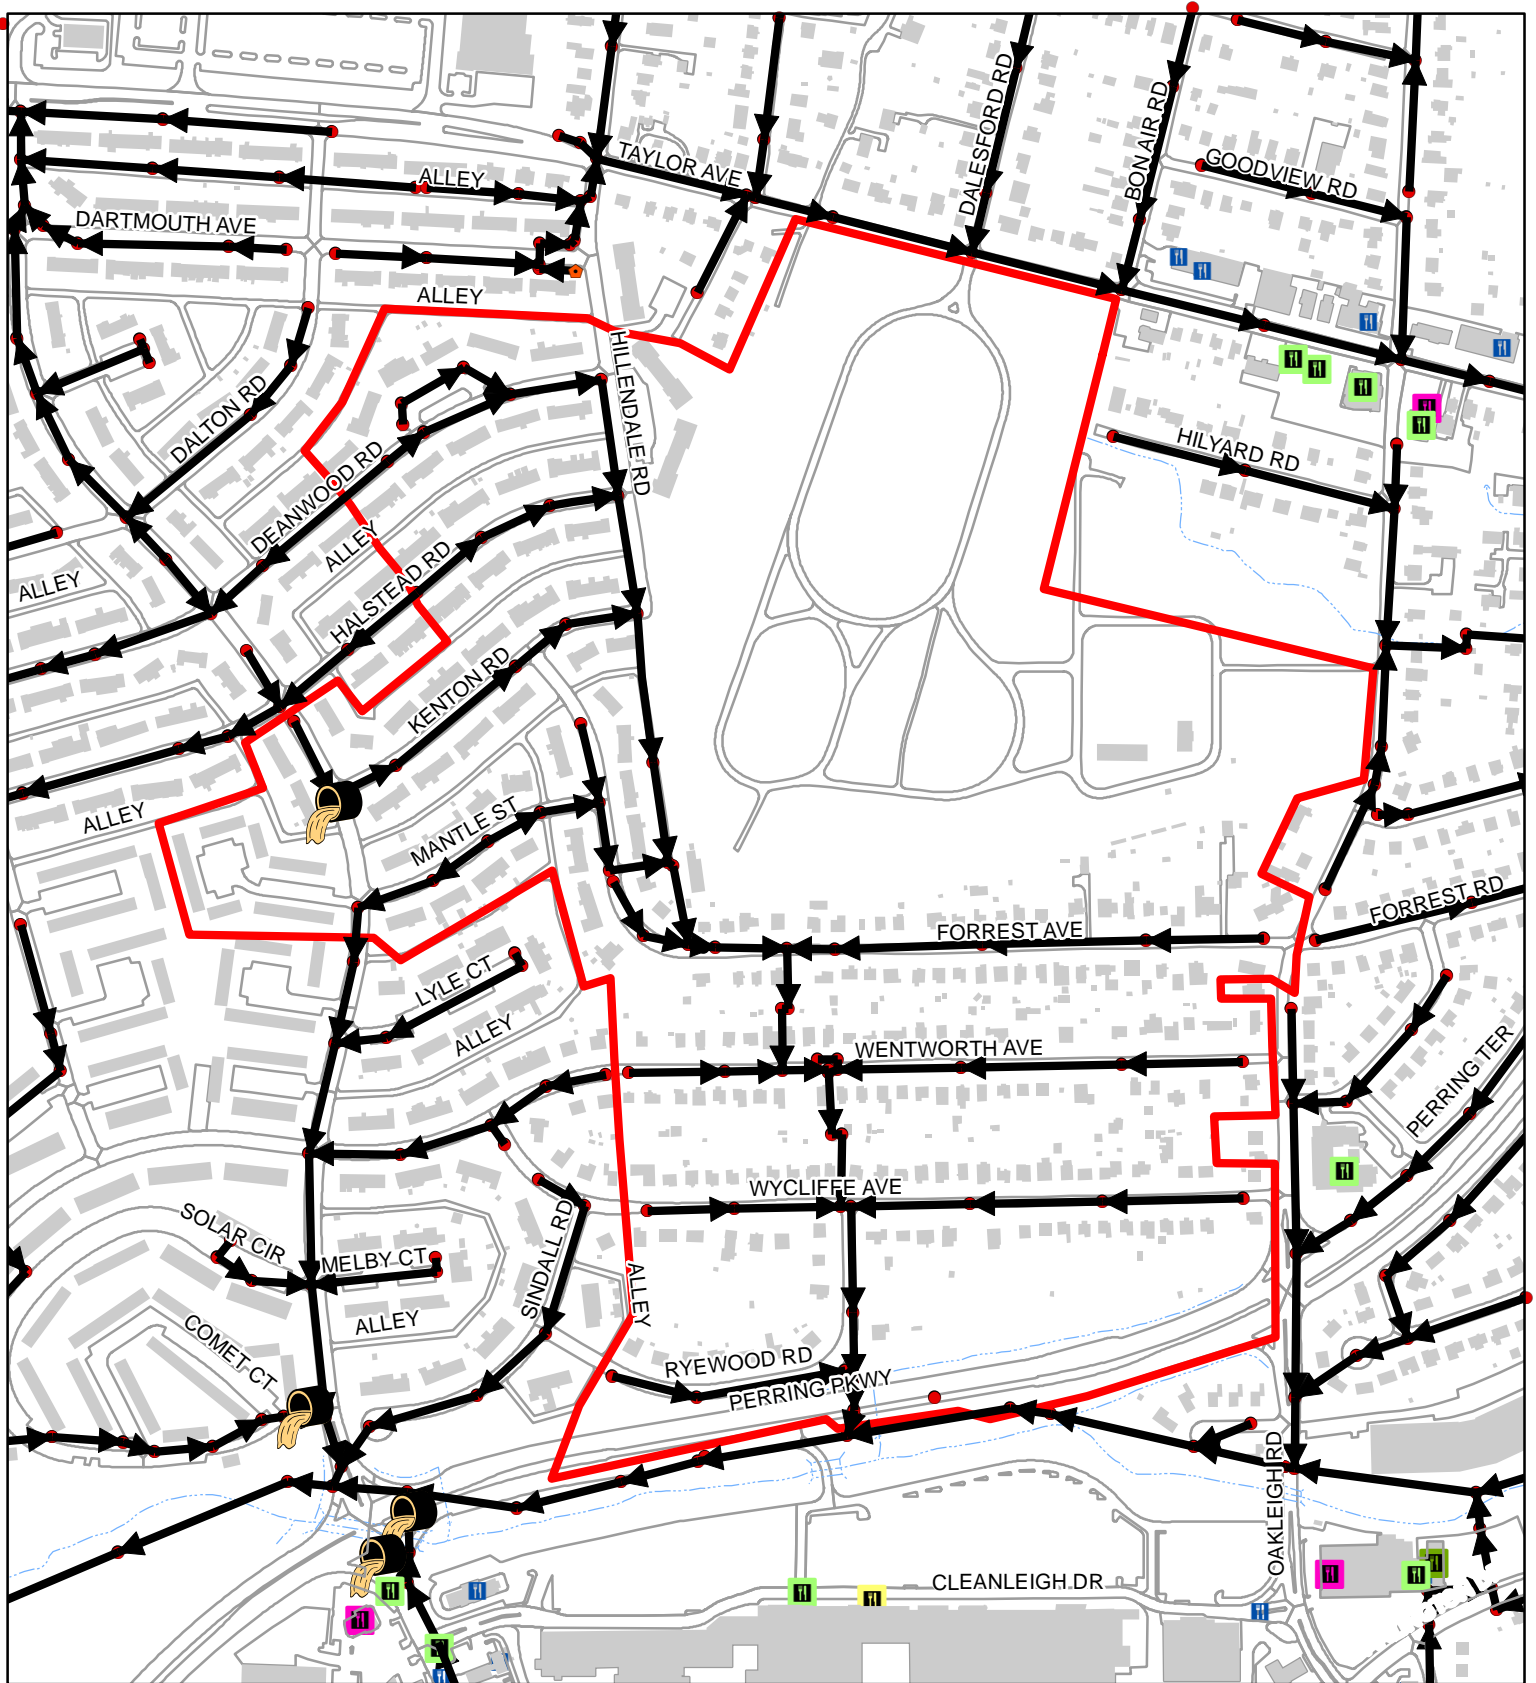 TAYLOR AVE
DALESFORD RD
BON AIR RD
GOODVIEW RD
ALLEY
DARTMOUTH AVE
ALLEY
HILLENDALE RD
DALTON RD
HILYARD RD
DEANWOOD RD
ALLEY
HALSTEAD RD
ALLEY
KENTON RD
ALLEY
MANTLE ST
FORREST RD
FORREST AVE
LYLE CT
ALLEY
WENTWORTH AVE
PERRING TER
WYCLIFFE AVE
SOLAR CIR
MELBY CT
SINDALL RD
ALLEY
ALLEY
COMET CT
RYEWOOD RD
PERRING PKWY
OAKLEIGH RD
CLEANLEIGH DR